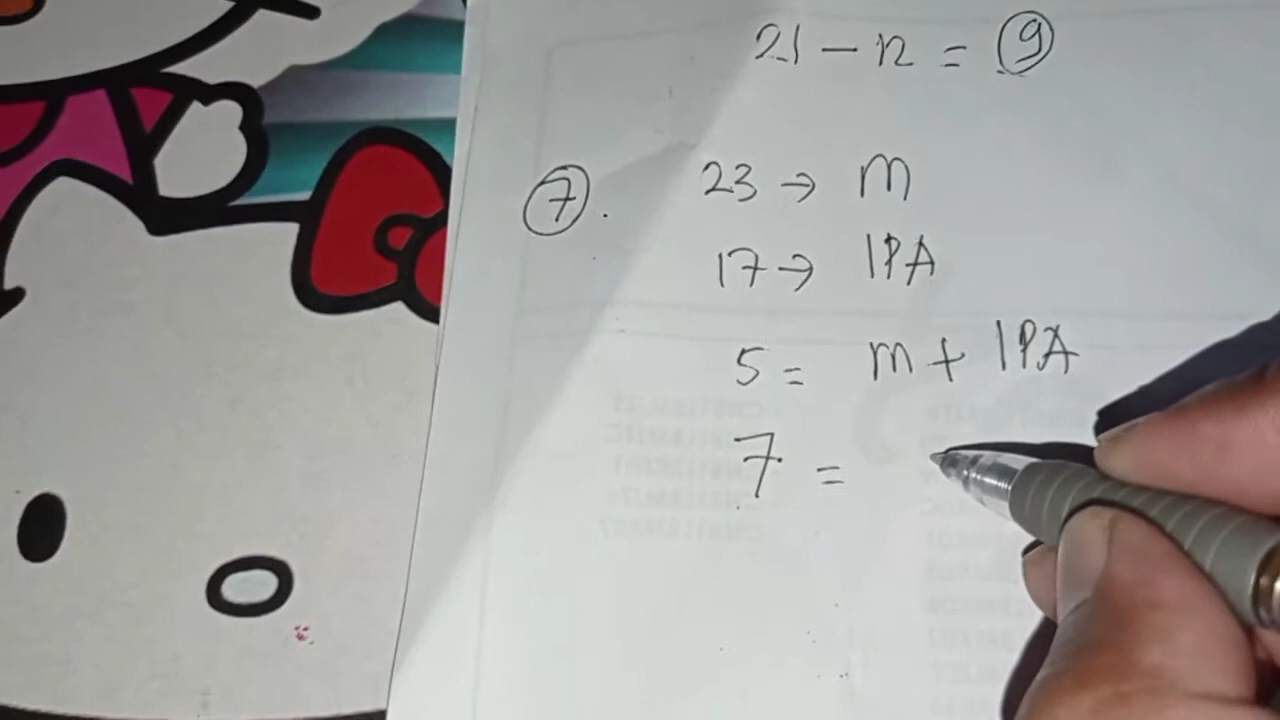 21 - 12 = 9
7. 23 → m
17 → IPA
5 = m + IPA
7 =